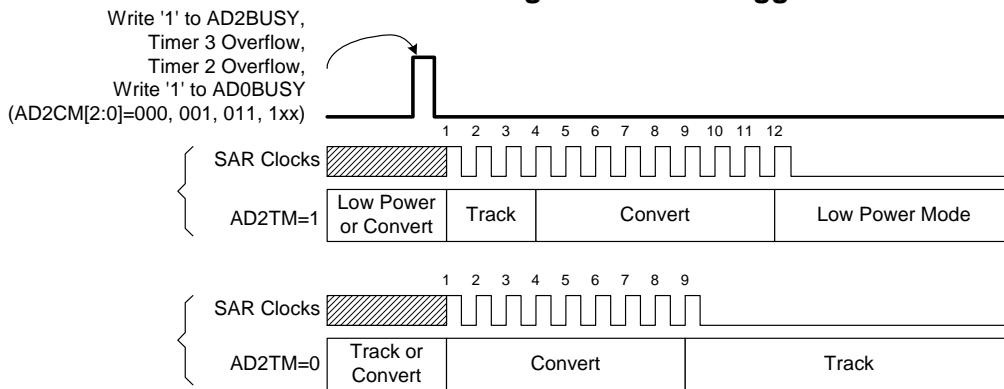 Write '1' to AD2BUSY,
Timer 3 Overflow,
Timer 2 Overflow,
Write '1' to AD0BUSY
(AD2CM[2:0]=000, 001, 011, 1xx)
1 2 3 4 5 6 7 8 9 10 11 12
SAR Clocks
AD2TM=1
Low Power
or Convert
Track
Convert
Low Power Mode
1 2 3 4 5 6 7 8 9
SAR Clocks
AD2TM=0
Track or
Convert
Convert
Track